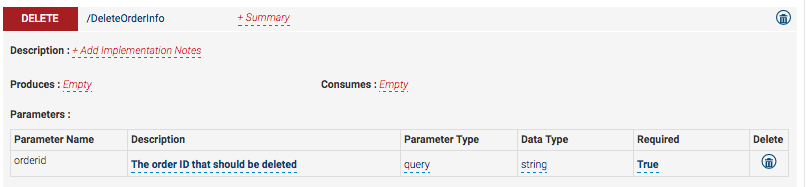 DELETE /DeleteOrderInfo + Summary
Description : + Add Implementation Notes
Produces : Empty Consumes : Empty
Parameters :
Parameter Name Description Parameter Type Data Type Required Delete
orderid The order ID that should be deleted query string True